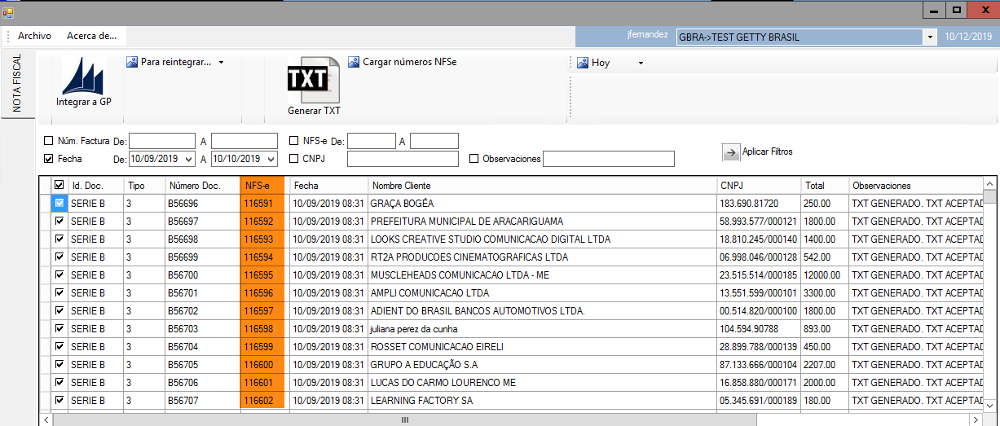 Archivo Acerca de...
jfernandez GBRA->TEST GETTY BRASIL 10/12/2019
NOTA FISCAL
Integrar a GP
Para reintegrar...
TXT
Generar TXT
Cargar números NFSe
Hoy
Núm. Factura De: A NFS-e De: A
Fecha De: 10/09/2019 A 10/10/2019 CNPJ Observaciones
Aplicar Filtros
Id. Doc. Tipo Número Doc. NFS-e Fecha Nombre Cliente CNPJ Total Observaciones
SERIE B 3 B56696 116591 10/09/2019 08:31 GRAÇA BOGÉA 183.690.81720 250.00 TXT GENERADO. TXT ACEPTAD
SERIE B 3 B56697 116592 10/09/2019 08:31 PREFEITURA MUNICIPAL DE ARACARIGUAMA 58.993.577/000121 1800.00 TXT GENERADO. TXT ACEPTAD
SERIE B 3 B56698 116593 10/09/2019 08:31 LOOKS CREATIVE STUDIO COMUNICACAO DIGITAL LTDA 18.810.245/000140 1400.00 TXT GENERADO. TXT ACEPTAD
SERIE B 3 B56699 116594 10/09/2019 08:31 RT2A PRODUCOES CINEMATOGRAFICAS LTDA 06.998.046/000128 542.00 TXT GENERADO. TXT ACEPTAD
SERIE B 3 B56700 116595 10/09/2019 08:31 MUSCLEHEADS COMUNICACAO LTDA - ME 23.515.514/000185 12000.00 TXT GENERADO. TXT ACEPTAD
SERIE B 3 B56701 116596 10/09/2019 08:31 AMPLI COMUNICACAO LTDA 13.551.599/000101 3300.00 TXT GENERADO. TXT ACEPTAD
SERIE B 3 B56702 116597 10/09/2019 08:31 ADIENT DO BRASIL BANCOS AUTOMOTIVOS LTDA. 00.514.820/000100 1800.00 TXT GENERADO. TXT ACEPTAD
SERIE B 3 B56703 116598 10/09/2019 08:31 juliana perez da cunha 104.594.90788 893.00 TXT GENERADO. TXT ACEPTAD
SERIE B 3 B56704 116599 10/09/2019 08:31 ROSSET COMUNICACAO EIRELI 28.899.788/000139 450.00 TXT GENERADO. TXT ACEPTAD
SERIE B 3 B56705 116600 10/09/2019 08:31 GRUPO A EDUCAÇÃO S.A 87.133.666/000104 2207.00 TXT GENERADO. TXT ACEPTAD
SERIE B 3 B56706 116601 10/09/2019 08:31 LUCAS DO CARMO LOURENCO ME 16.858.880/000171 2000.00 TXT GENERADO. TXT ACEPTAD
SERIE B 3 B56707 116602 10/09/2019 08:31 LEARNING FACTORY SA 05.345.691/000189 180.00 TXT GENERADO. TXT ACEPTAD